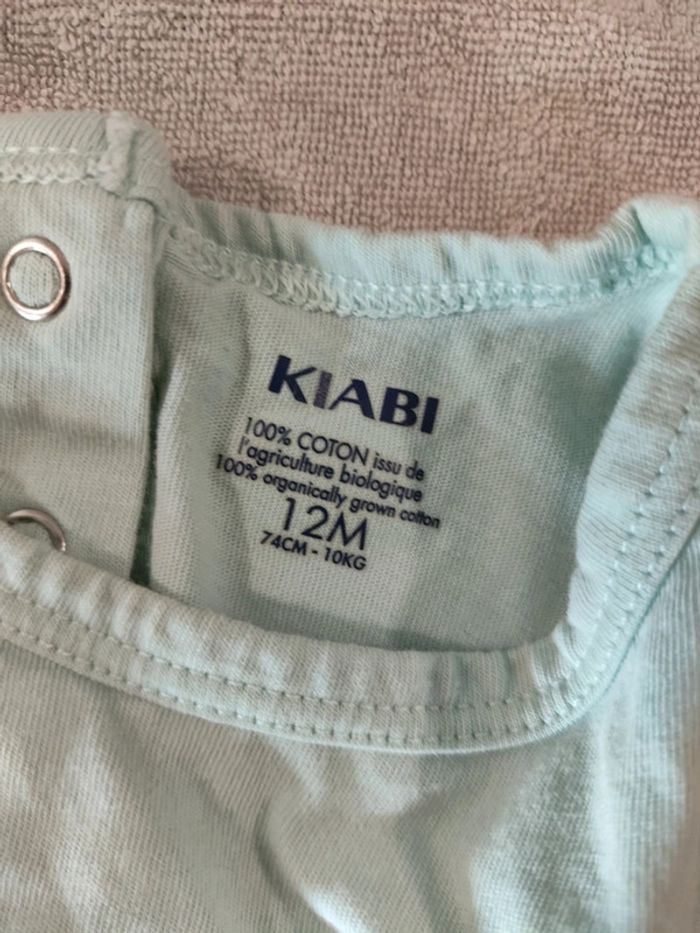 KIABI
100% COTON issu de
l'agriculture biologique
100% organically grown cotton
12M
74CM - 10KG